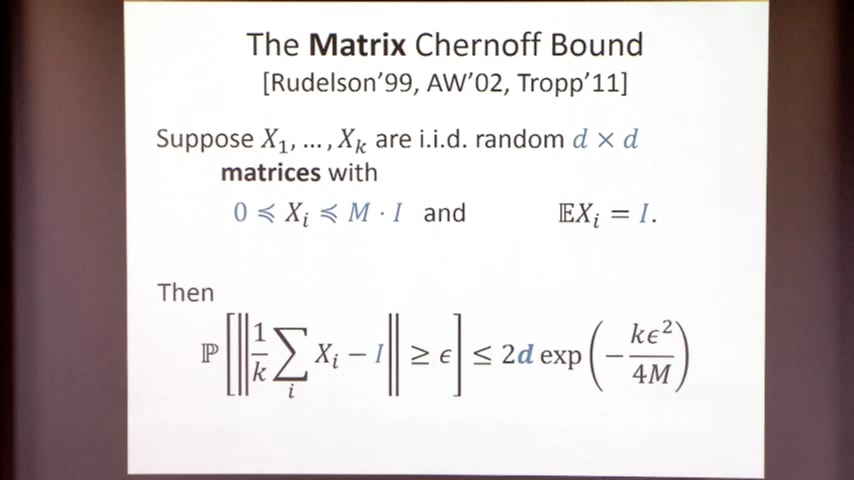 The Matrix Chernoff Bound
[Rudelson’99, AW’02, Tropp’11]
Suppose X₁, … , Xₖ are i.i.d. random d × d
matrices with
0 ≼ Xᵢ ≼ M · I and 𝔼Xᵢ = I.
Then
ℙ[‖1/k ∑ᵢ Xᵢ − I‖ ≥ ϵ] ≤ 2d exp(−kϵ²/4M)